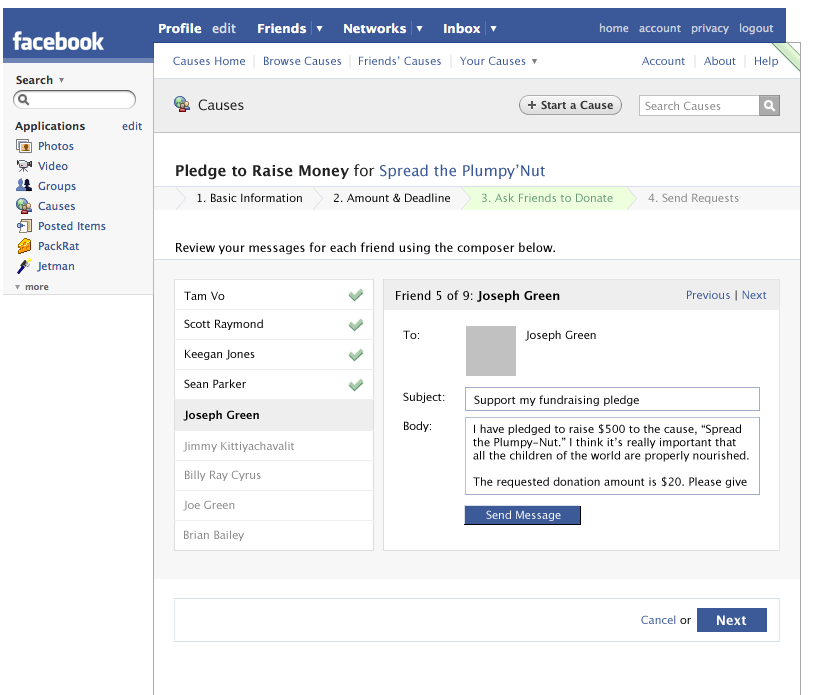 facebook
Profile edit Friends Networks Inbox home account privacy logout
Search
Applications edit
Photos
Video
Groups
Causes
Posted Items
PackRat
Jetman
more
Causes Home Browse Causes Friends' Causes Your Causes Account About Help
Causes + Start a Cause Search Causes
Pledge to Raise Money for Spread the Plumpy'Nut
1. Basic Information 2. Amount & Deadline 3. Ask Friends to Donate 4. Send Requests
Review your messages for each friend using the composer below.
Tam Vo
Scott Raymond
Keegan Jones
Sean Parker
Joseph Green
Jimmy Kittiyachavalit
Billy Ray Cyrus
Joe Green
Brian Bailey
Friend 5 of 9: Joseph Green Previous | Next
To: Joseph Green
Subject: Support my fundraising pledge
Body: I have pledged to raise $500 to the cause, “Spread
the Plumpy-Nut.” I think it's really important that
all the children of the world are properly nourished.
The requested donation amount is $20. Please give
Send Message
Cancel or Next